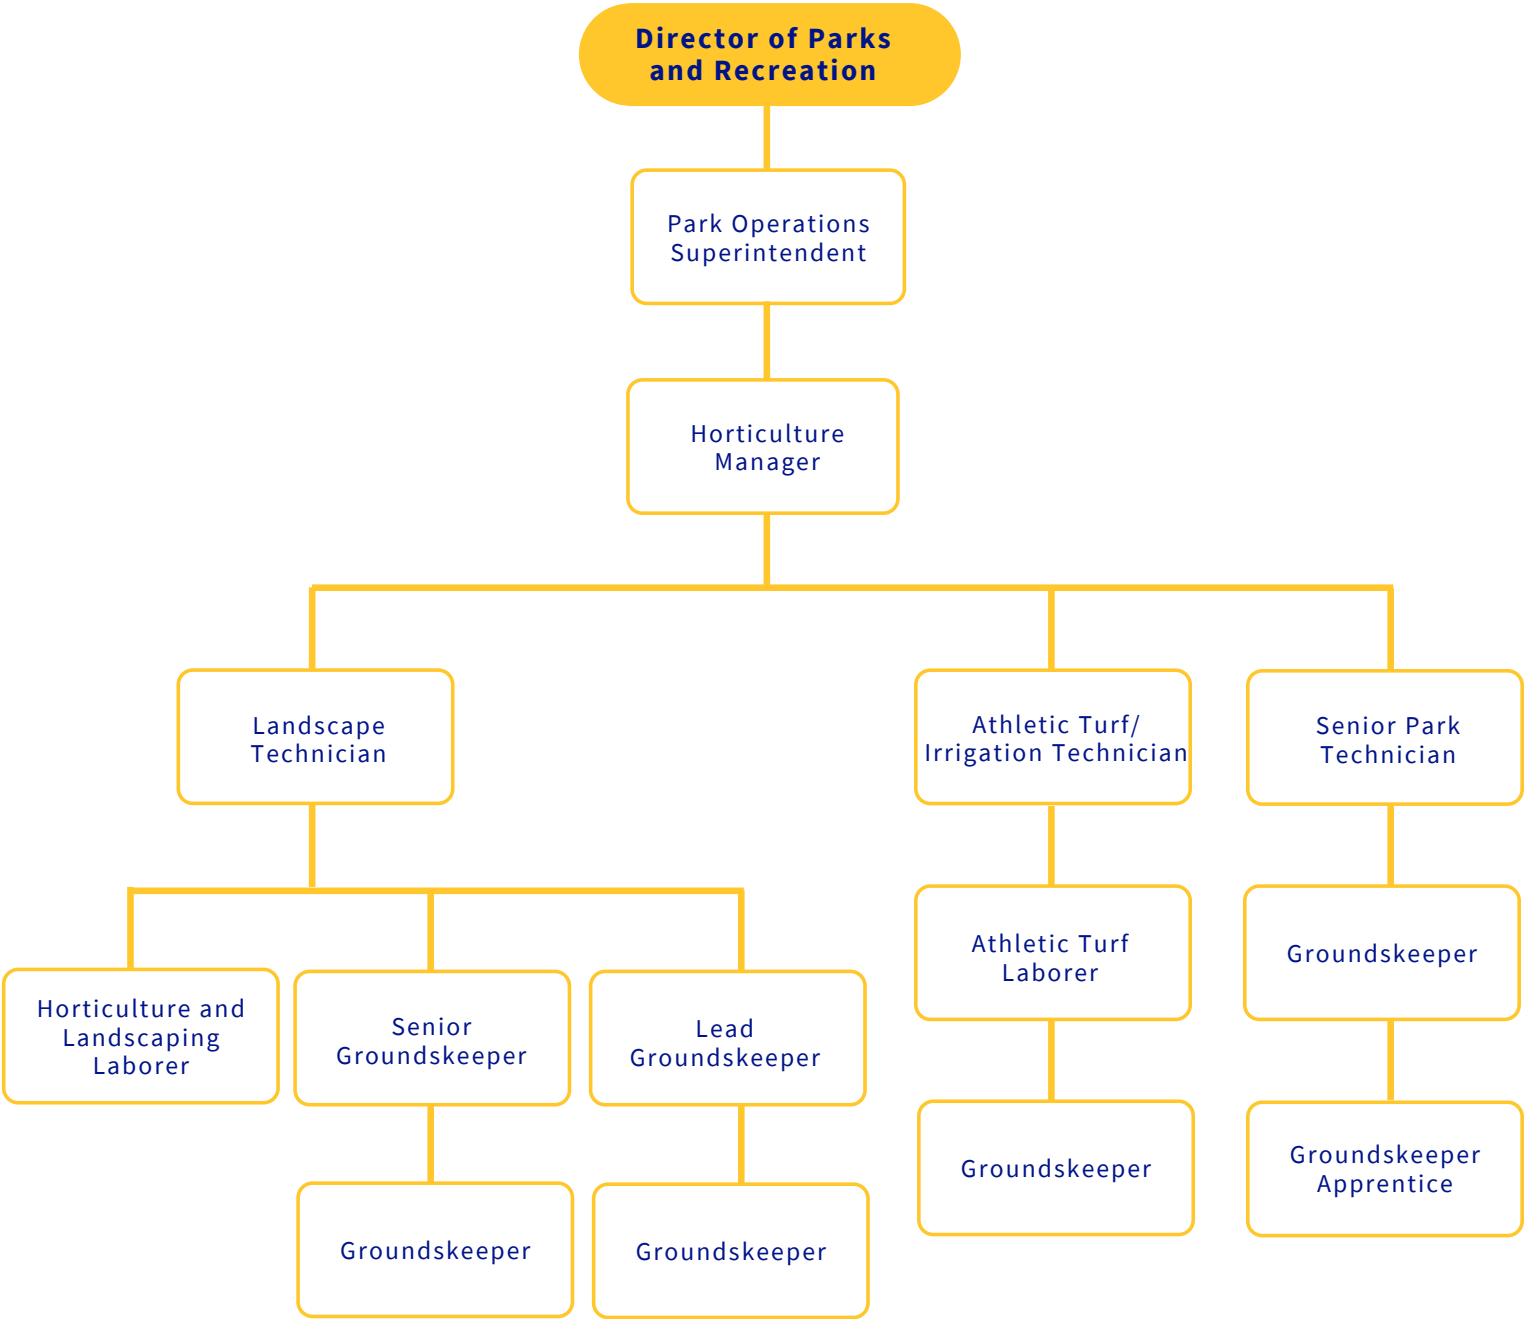 Director of Parks
and Recreation
Park Operations
Superintendent
Horticulture
Manager
Landscape
Technician
Athletic Turf/
Irrigation Technician
Senior Park
Technician
Horticulture and
Landscaping
Laborer
Senior
Groundskeeper
Lead
Groundskeeper
Athletic Turf
Laborer
Groundskeeper
Groundskeeper
Groundskeeper
Groundskeeper
Groundskeeper
Apprentice